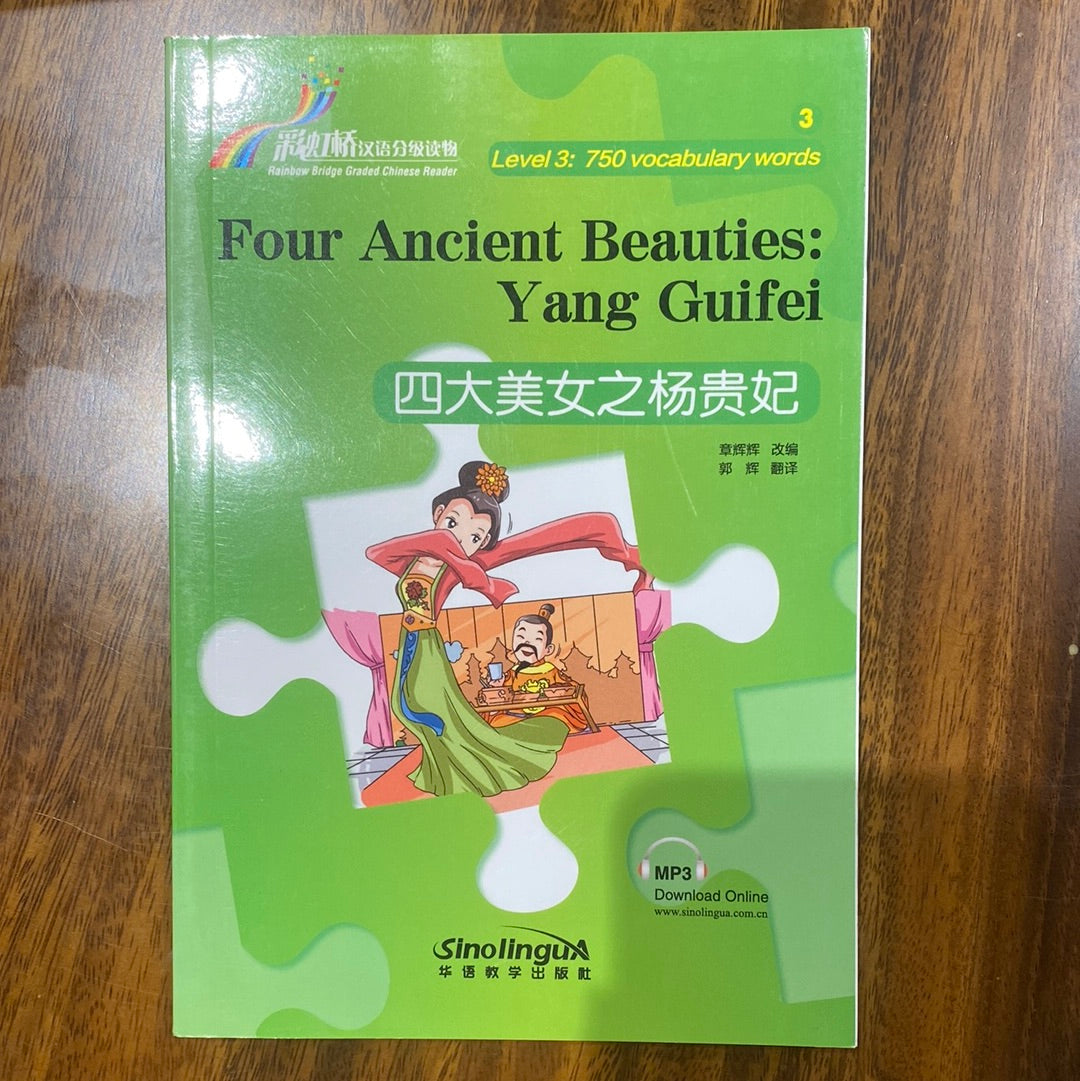 彩虹桥汉语分级读物
Rainbow Bridge Graded Chinese Reader
3
Level 3: 750 vocabulary words
Four Ancient Beauties:
Yang Guifei
四大美女之杨贵妃
章辉辉 改编
郭 辉 翻译
MP3
Download Online
www.sinolingua.com.cn
SinolinguA
华语教学出版社